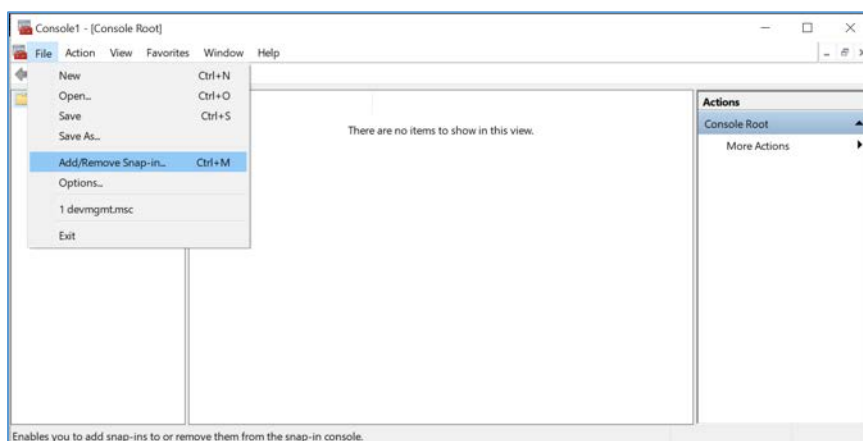 Console1 - [Console Root]
File Action View Favorites Window Help
New Ctrl+N
Open... Ctrl+O
Save Ctrl+S
Save As...
Add/Remove Snap-in... Ctrl+M
Options...
1 devmgmt.msc
Exit
There are no items to show in this view.
Actions
Console Root
More Actions
Enables you to add snap-ins to or remove them from the snap-in console.